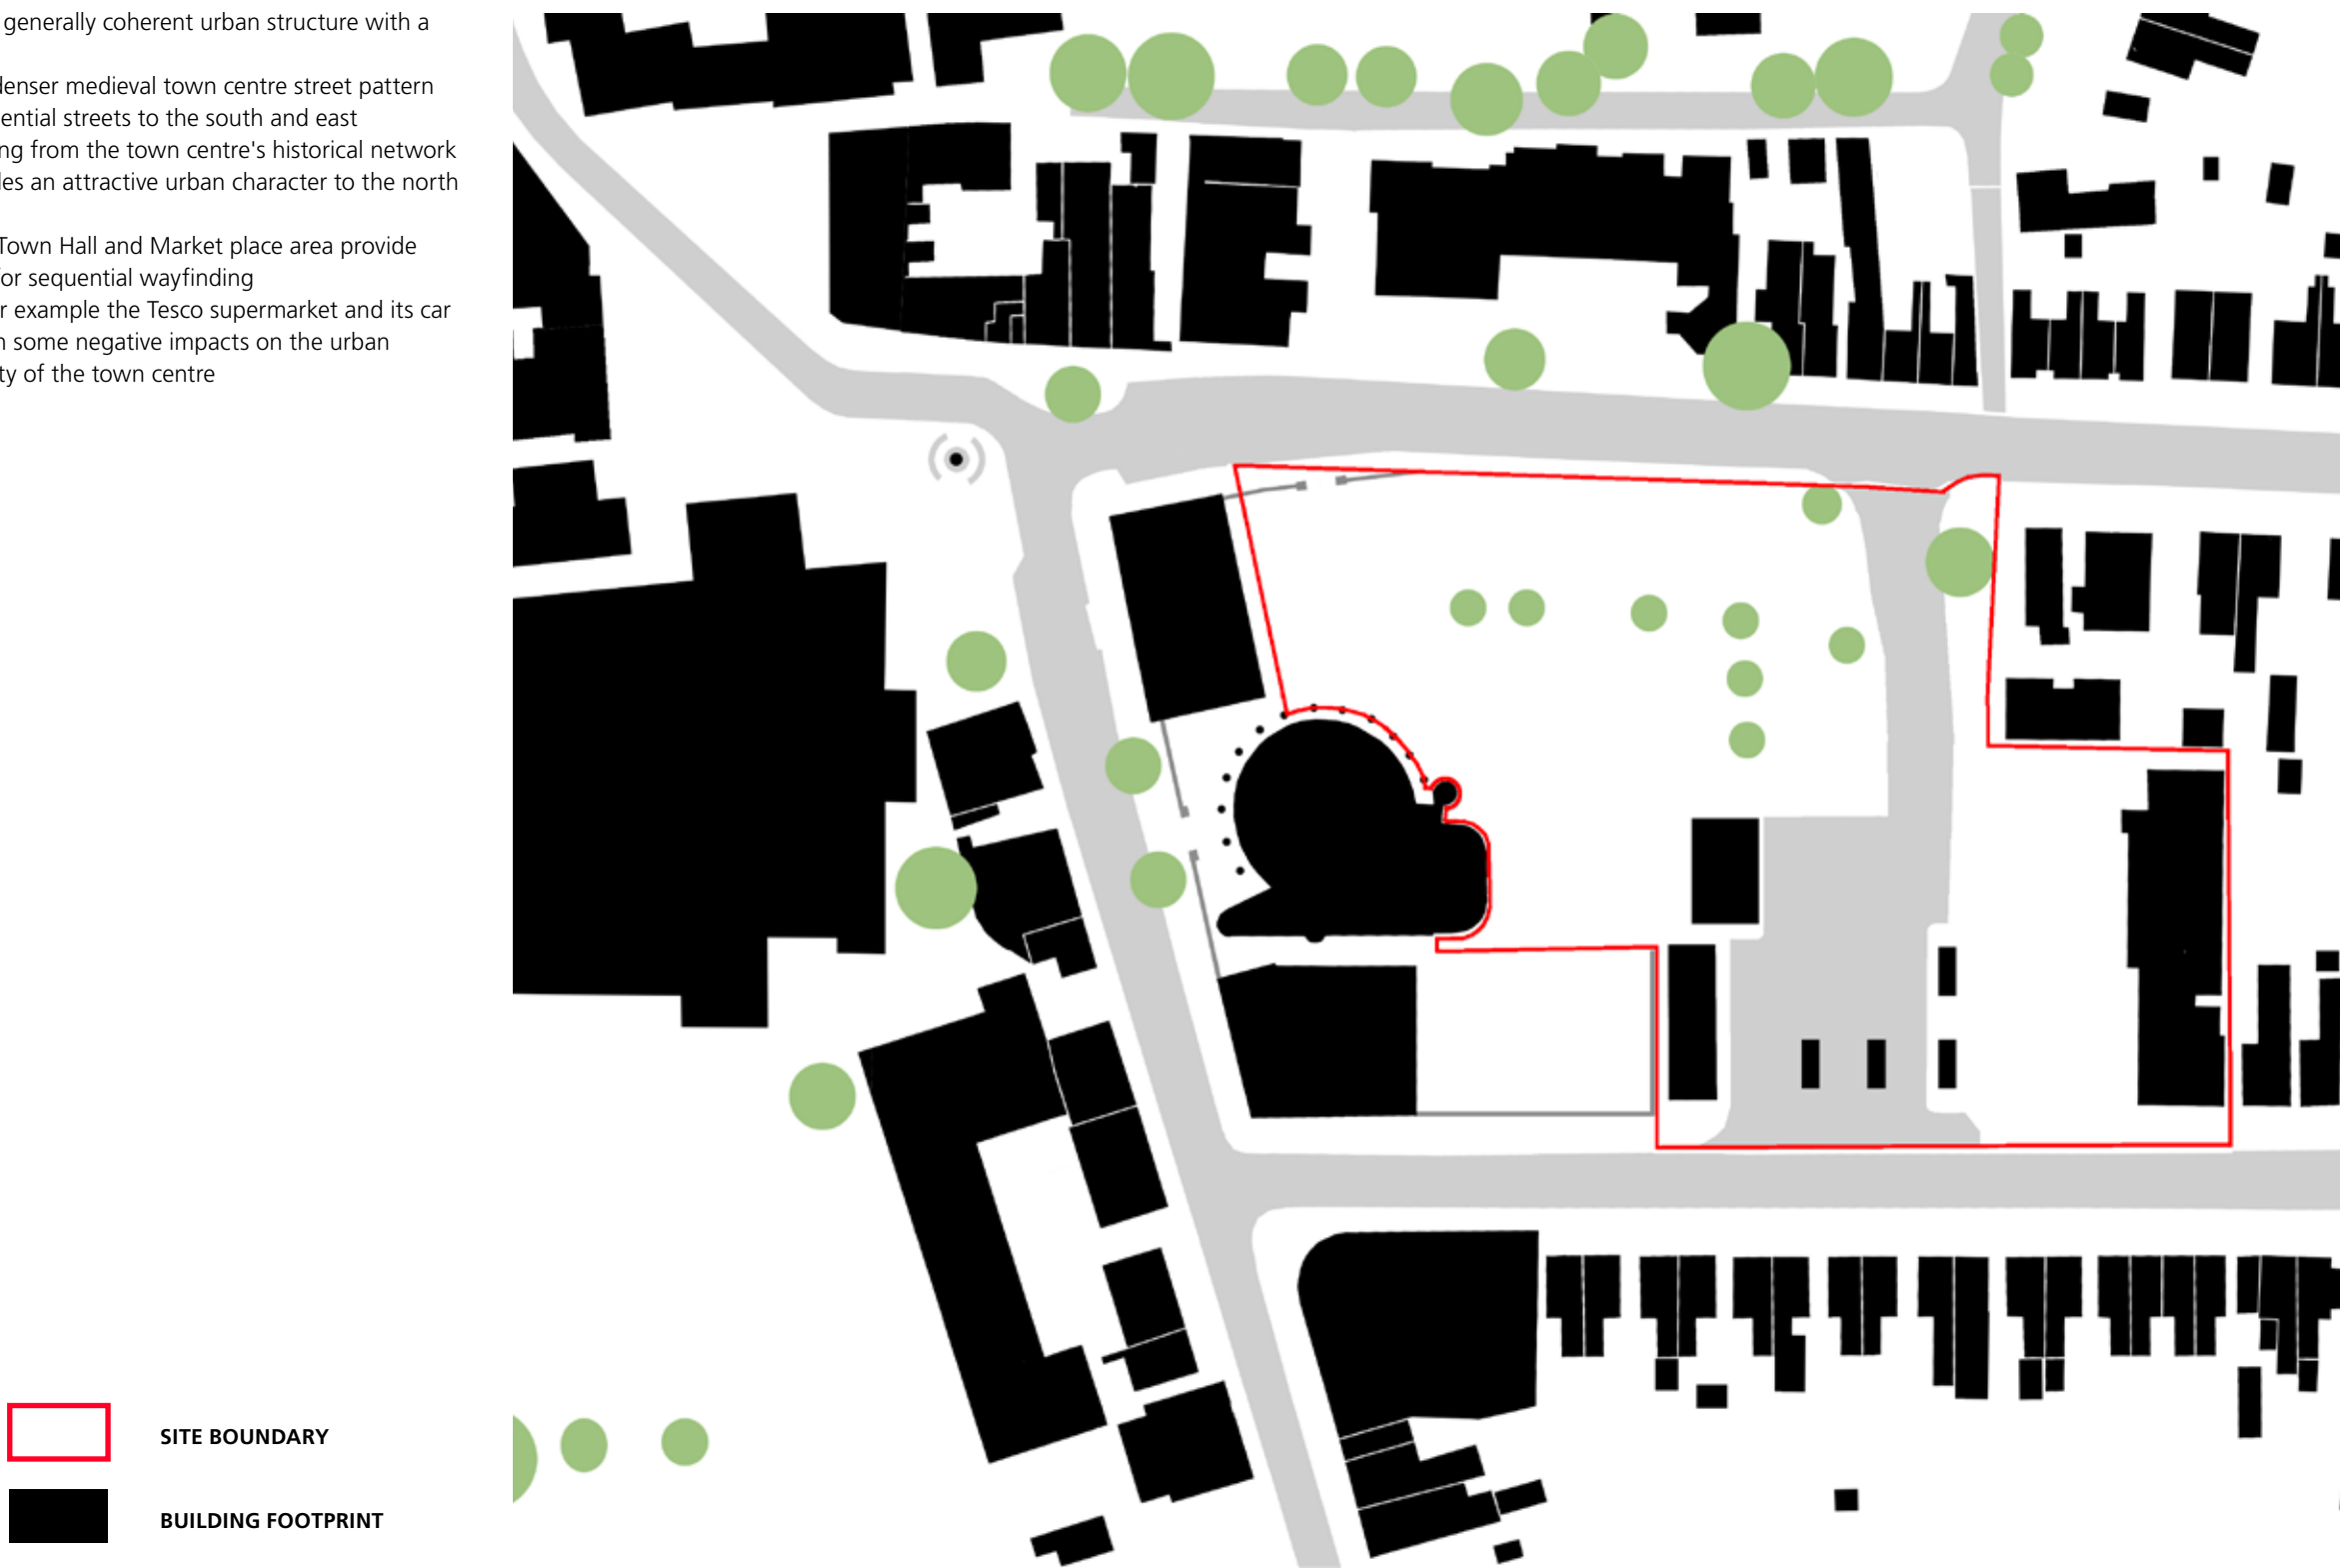 generally coherent urban structure with a
denser medieval town centre street pattern
ential streets to the south and east
ng from the town centre's historical network
les an attractive urban character to the north
Town Hall and Market place area provide
or sequential wayfinding
r example the Tesco supermarket and its car
n some negative impacts on the urban
ty of the town centre
SITE BOUNDARY
BUILDING FOOTPRINT